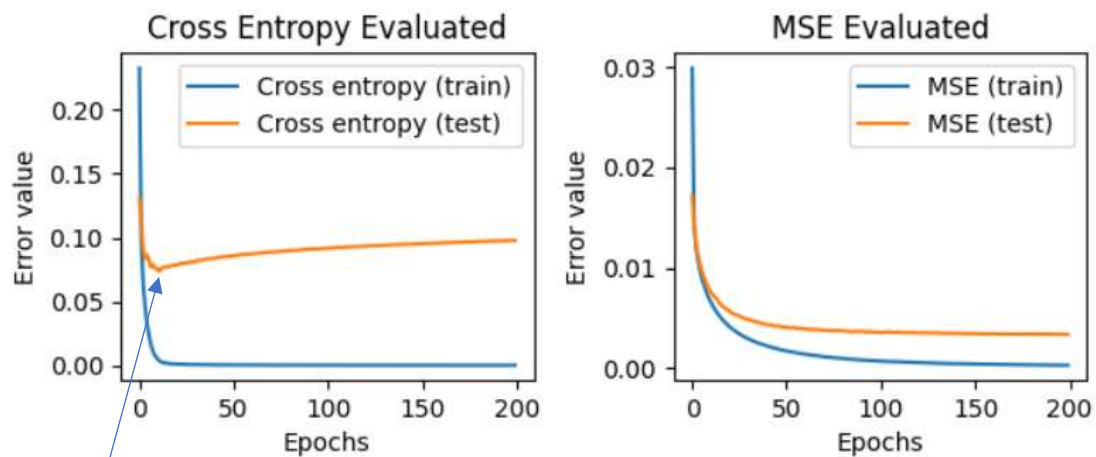 Cross Entropy Evaluated
Cross entropy (train)
Cross entropy (test)
Error value
0.20
0.15
0.10
0.05
0.00
0 50 100 150 200
Epochs
MSE Evaluated
MSE (train)
MSE (test)
Error value
0.03
0.02
0.01
0.00
0 50 100 150 200
Epochs